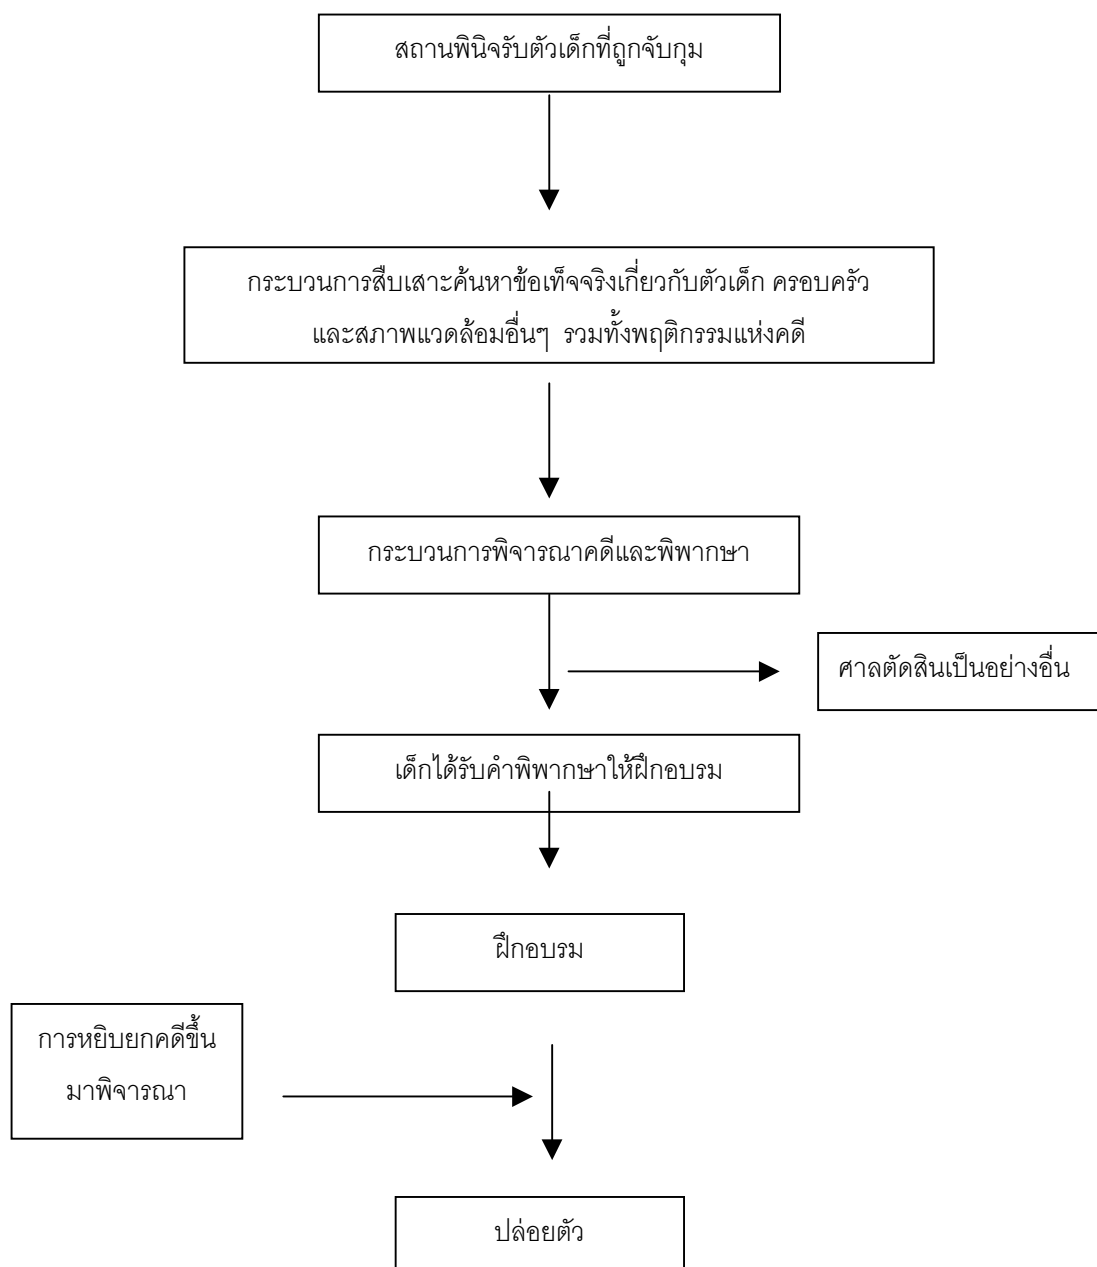 สถานพินิจรับตัวเด็กที่ถูกจับกุม
กระบวนการสืบเสาะค้นหาข้อเท็จจริงเกี่ยวกับตัวเด็ก ครอบครัว
และสภาพแวดล้อมอื่นๆ รวมทั้งพฤติกรรมแห่งคดี
กระบวนการพิจารณาคดีและพิพากษา
ศาลตัดสินเป็นอย่างอื่น
เด็กได้รับคำพิพากษาให้ฝึกอบรม
ฝึกอบรม
การหยิบยกคดีขึ้น
มาพิจารณา
ปล่อยตัว